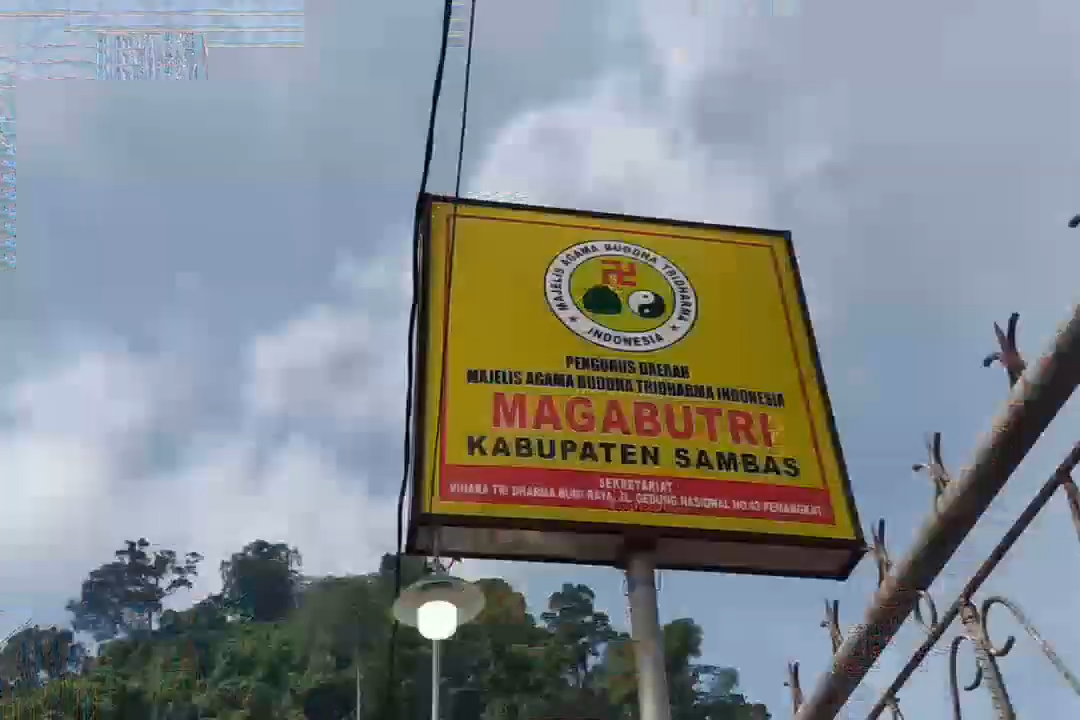 MAJELIS AGAMA BUDDHA TRIDHARMA
INDONESIA
PENGURUS DAERAH
MAJELIS AGAMA BUDDHA TRIDHARMA INDONESIA
MAGABUTRI
KABUPATEN SAMBAS
SEKRETARIAT
VIHARA TRI DHARMA BUMI RAYA, JL. GEDUNG NASIONAL NO.43 PEMANGKAT